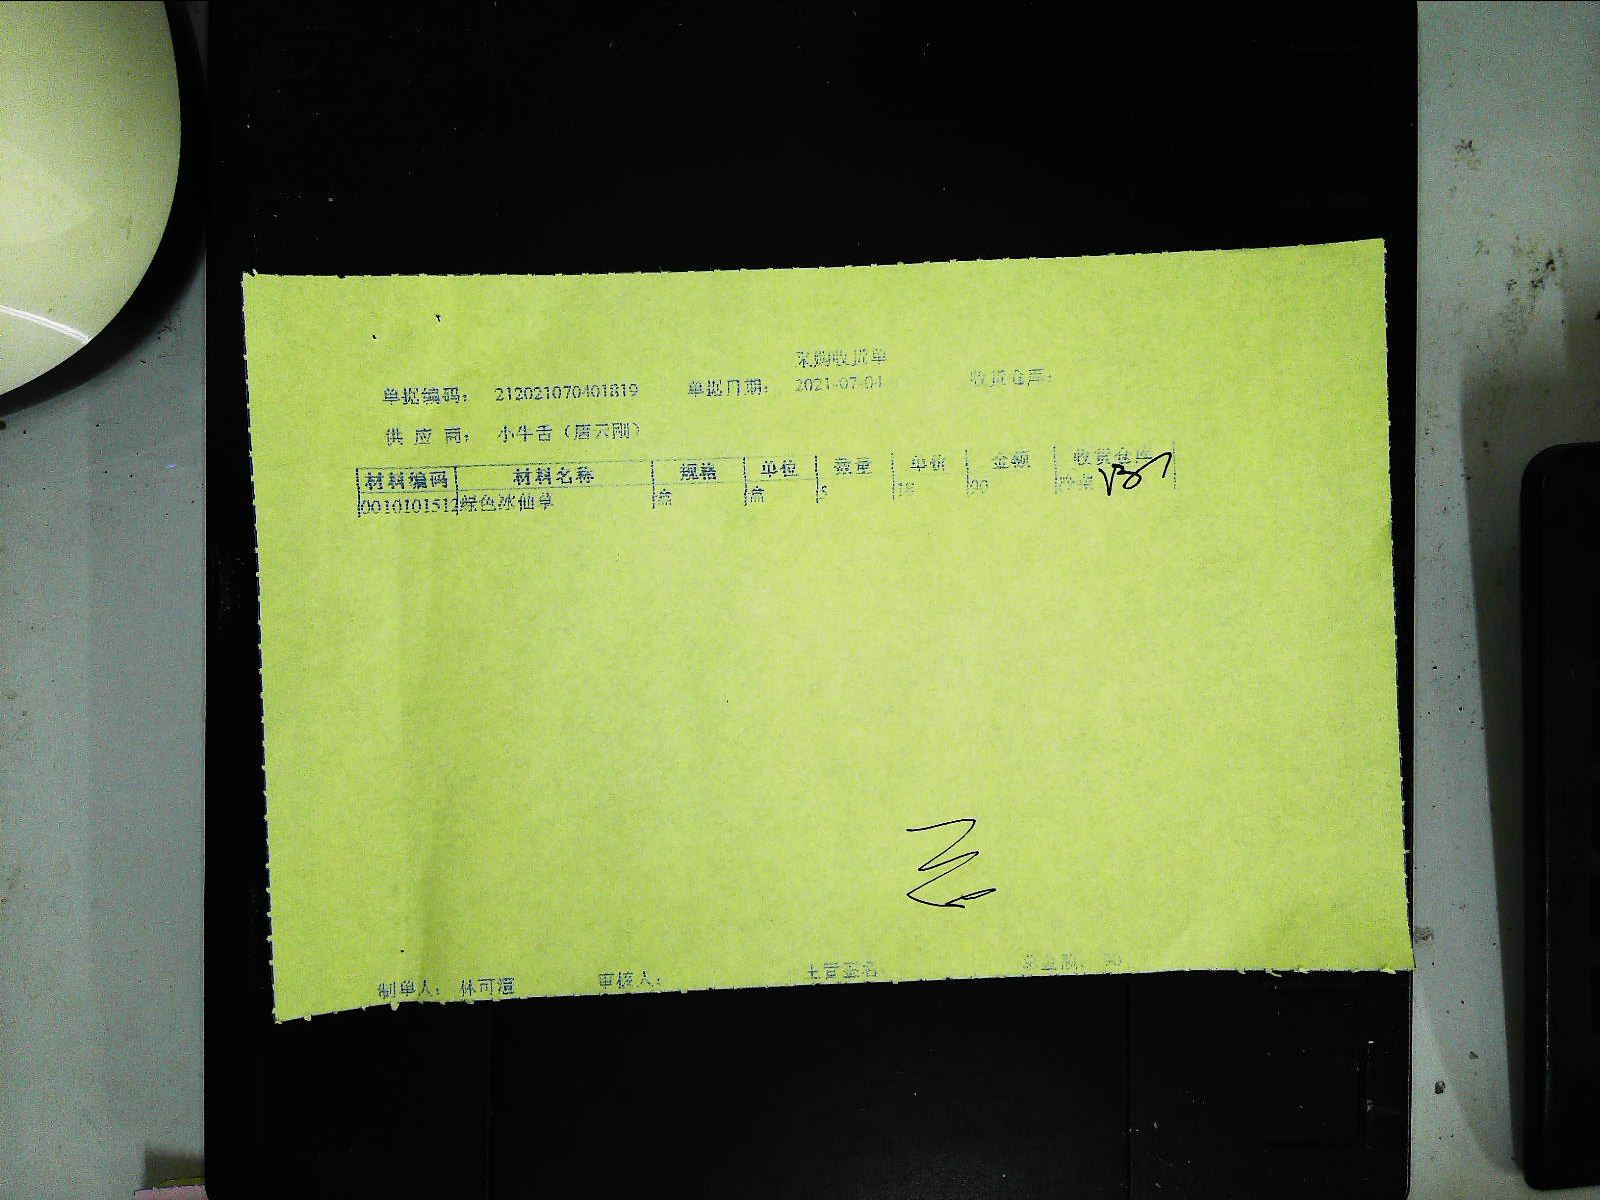 采购收货单
单据编码： 212021070401819 单据日期： 2021-07-04 收货仓库：
供 应 商： 小牛舌（唐云刚）
材料编码 材料名称 规格 单位 数量 单价 金额 收货仓库
0010101512 绿色冰仙草 盒 盒 5 18 90
制单人： 林可渲 审核人： 主管签名 总金额： 90